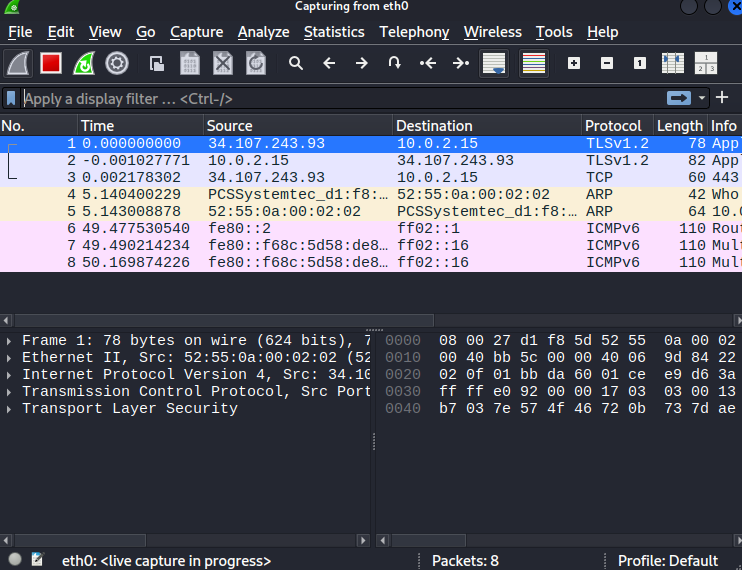 Capturing from eth0
File Edit View Go Capture Analyze Statistics Telephony Wireless Tools Help
Apply a display filter … <Ctrl-/>
No. Time Source Destination Protocol Length Info
1 0.000000000 34.107.243.93 10.0.2.15 TLSv1.2 78 Appl
2 -0.001027771 10.0.2.15 34.107.243.93 TLSv1.2 82 Appl
3 0.002178302 34.107.243.93 10.0.2.15 TCP 60 443
4 5.140400229 PCSSystemtec_d1:f8:… 52:55:0a:00:02:02 ARP 42 Who
5 5.143008878 52:55:0a:00:02:02 PCSSystemtec_d1:f8:… ARP 64 10.0
6 49.477530540 fe80::2 ff02::1 ICMPv6 110 Rout
7 49.490214234 fe80::f68c:5d58:de8… ff02::16 ICMPv6 110 Mult
8 50.169874226 fe80::f68c:5d58:de8… ff02::16 ICMPv6 110 Mult
Frame 1: 78 bytes on wire (624 bits), 7
Ethernet II, Src: 52:55:0a:00:02:02 (52
Internet Protocol Version 4, Src: 34.10
Transmission Control Protocol, Src Port
Transport Layer Security
0000 08 00 27 d1 f8 5d 52 55 0a 00 02
0010 00 40 bb 5c 00 00 40 06 9d 84 22
0020 02 0f 01 bb da 60 01 ce e9 d6 3a
0030 ff ff e0 92 00 00 17 03 03 00 13
0040 b7 03 7e 57 4f 46 72 0b 73 7d ae
eth0: <live capture in progress> Packets: 8 Profile: Default